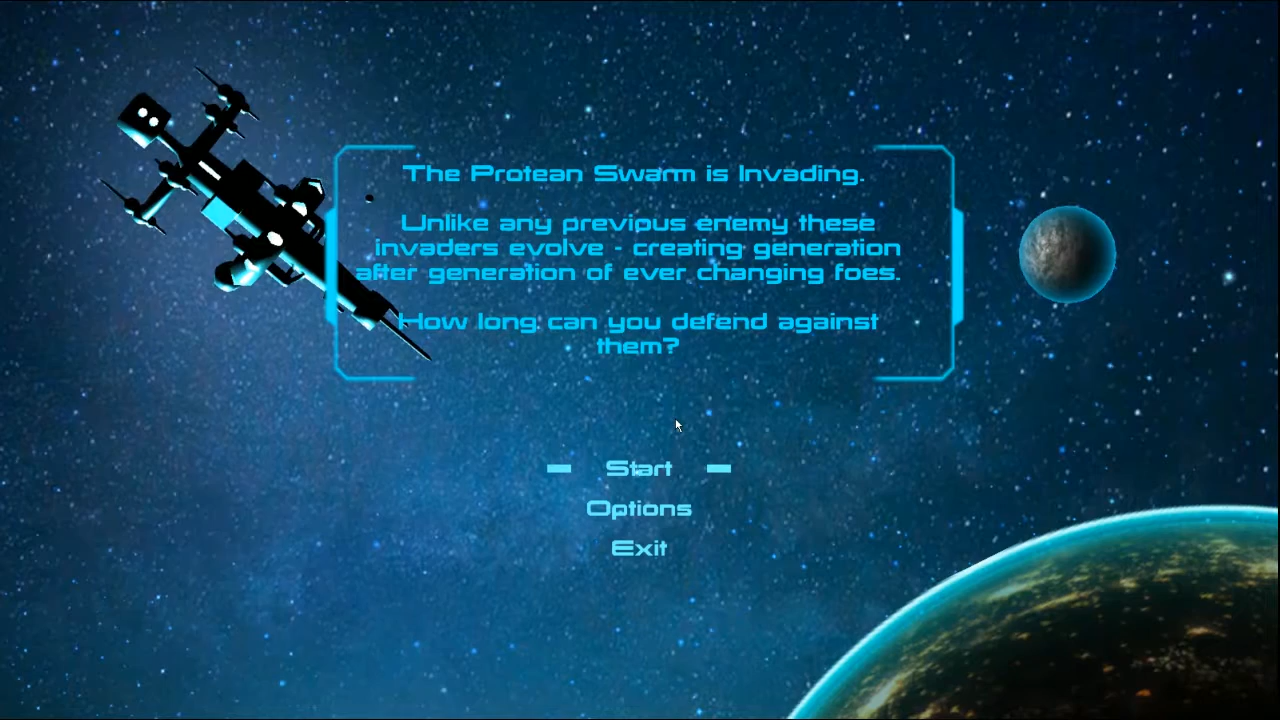 The Protean Swarm is Invading.
Unlike any previous enemy these
invaders evolve - creating generation
after generation of ever changing foes.
How long can you defend against
them?
Start
Options
Exit